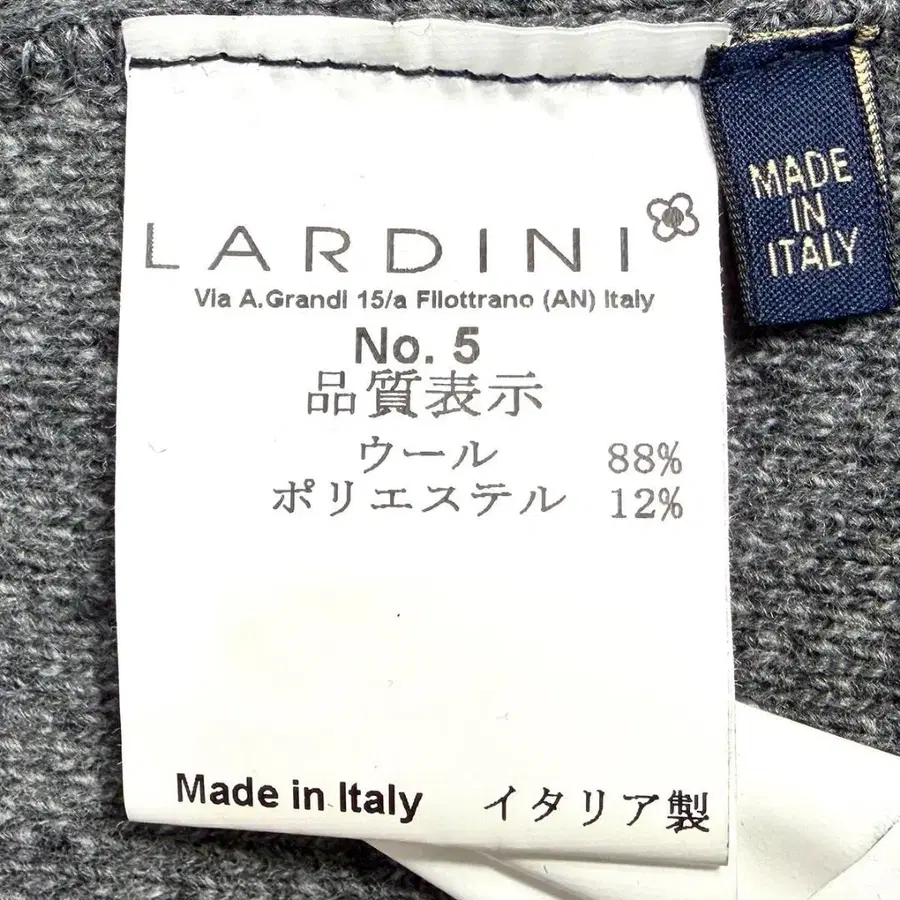 LARDINI
Via A.Grandi 15/a Filottrano (AN) Italy
No. 5
品質表示
ウール 88%
ポリエステル 12%
Made in Italy イタリア製
MADE
IN
ITALY